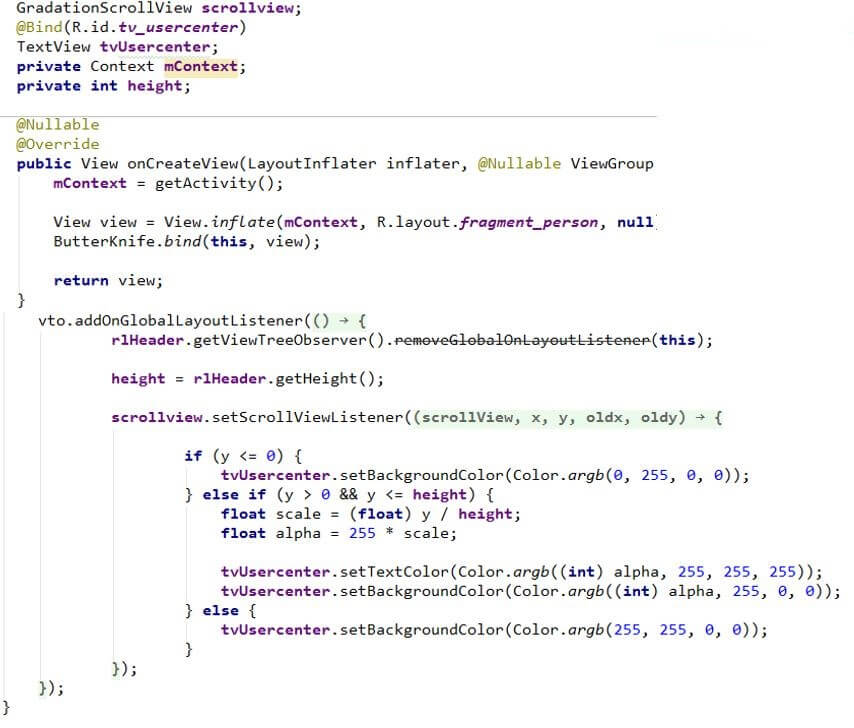 GradationScrollView scrollview;
@Bind(R.id.tv_usercenter)
TextView tvUsercenter;
private Context mContext;
private int height;
@Nullable
@Override
public View onCreateView(LayoutInflater inflater, @Nullable ViewGroup
mContext = getActivity();
View view = View.inflate(mContext, R.layout.fragment_person, null
ButterKnife.bind(this, view);
return view;
}
vto.addOnGlobalLayoutListener(() → {
rlHeader.getViewTreeObserver().removeGlobalOnLayoutListener(this);
height = rlHeader.getHeight();
scrollview.setScrollViewListener((scrollView, x, y, oldx, oldy) → {
if (y <= 0) {
tvUsercenter.setBackgroundColor(Color.argb(0, 255, 0, 0));
} else if (y > 0 && y <= height) {
float scale = (float) y / height;
float alpha = 255 * scale;
tvUsercenter.setTextColor(Color.argb((int) alpha, 255, 255, 255));
tvUsercenter.setBackgroundColor(Color.argb((int) alpha, 255, 0, 0));
} else {
tvUsercenter.setBackgroundColor(Color.argb(255, 255, 0, 0));
}
});
});
}